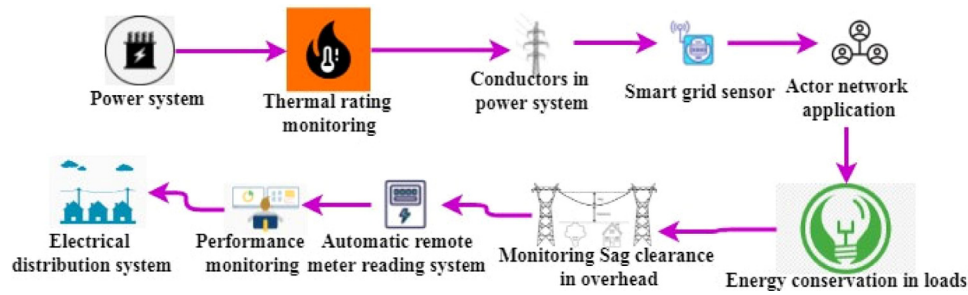 Power system
Thermal rating
monitoring
Conductors in
power system
Smart grid sensor
Actor network
application
Electrical
distribution system
Performance
monitoring
Automatic remote
meter reading system
Monitoring Sag clearance
in overhead
Energy conservation in loads